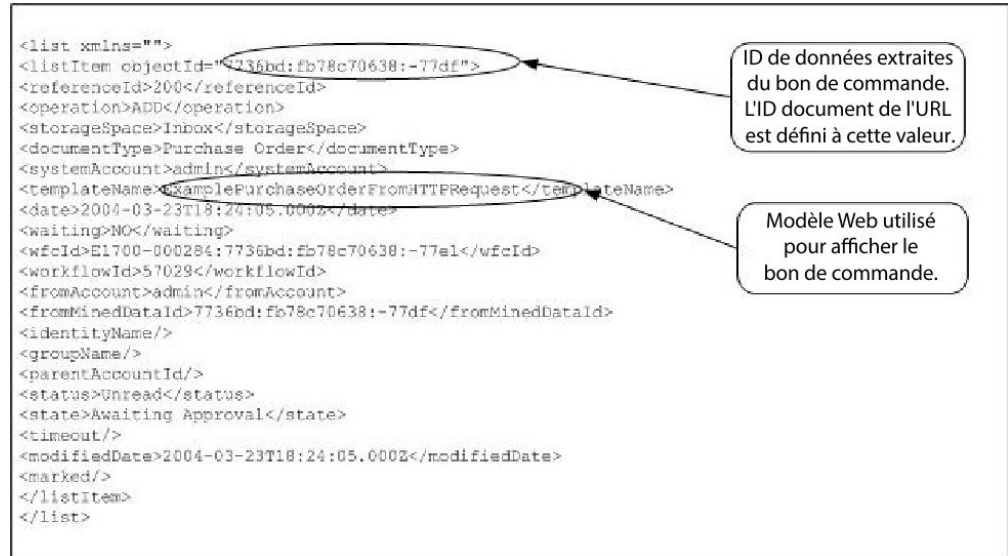 <list xmlns="">
<listItem objectId="7736bd:fb78c70638:-77df">
<referenceId>200</referenceId>
<operation>ADD</operation>
<storageSpace>Inbox</storageSpace>
<documentType>Purchase Order</documentType>
<systemAccount>admin</systemAccount>
<templateName>ExamplePurchaseOrderFromHTTPRequest</templateName>
<date>2004-03-23T18:24:05.000Z</date>
<waiting>NO</waiting>
<wfcId>E1700-000284:7736bd:fb78c70638:-77e1</wfcId>
<workflowId>57029</workflowId>
<fromAccount>admin</fromAccount>
<fromMinedDataId>7736bd:fb78c70638:-77df</fromMinedDataId>
<identityName/>
<groupName/>
<parentAccountId/>
<status>Unread</status>
<state>Awaiting Approval</state>
<timeout/>
<modifiedDate>2004-03-23T18:24:05.000Z</modifiedDate>
<marked/>
</listItem>
</list>
ID de données extraites
du bon de commande.
L'ID document de l'URL
est défini à cette valeur.
Modèle Web utilisé
pour afficher le
bon de commande.